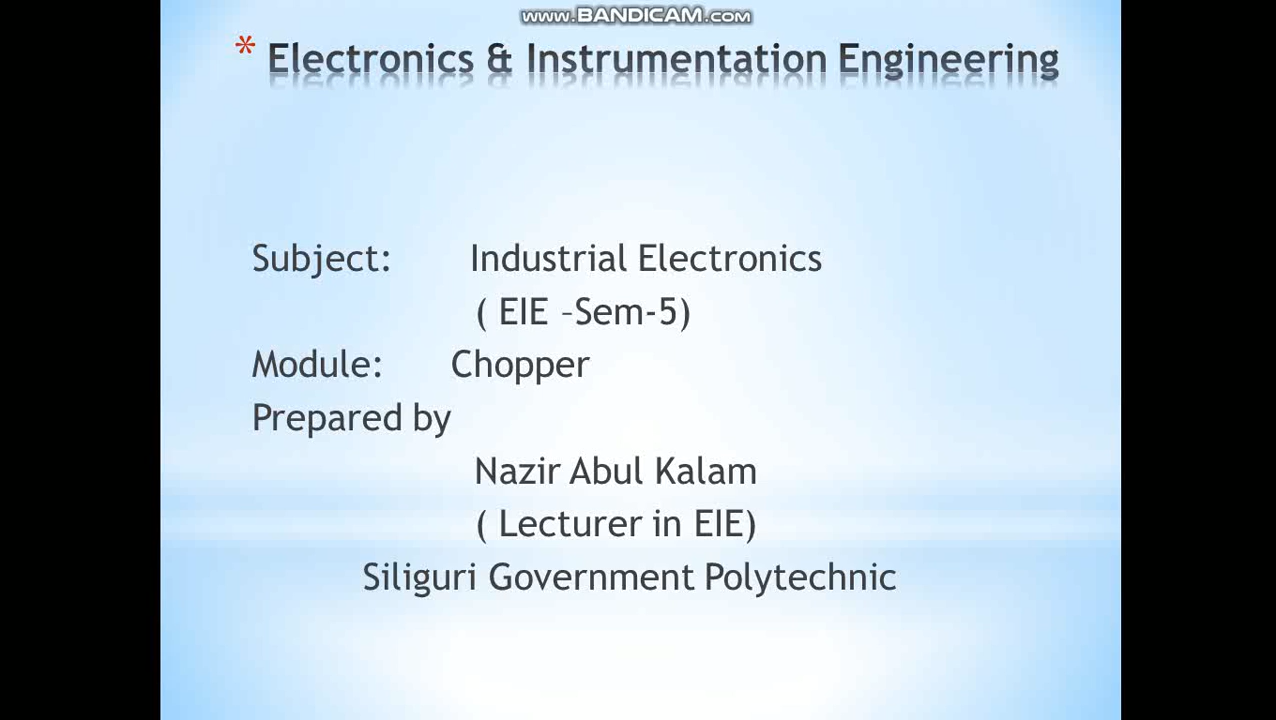 www.BANDICAM.com
* Electronics & Instrumentation Engineering
Subject: Industrial Electronics
( EIE –Sem-5)
Module: Chopper
Prepared by
Nazir Abul Kalam
( Lecturer in EIE)
Siliguri Government Polytechnic